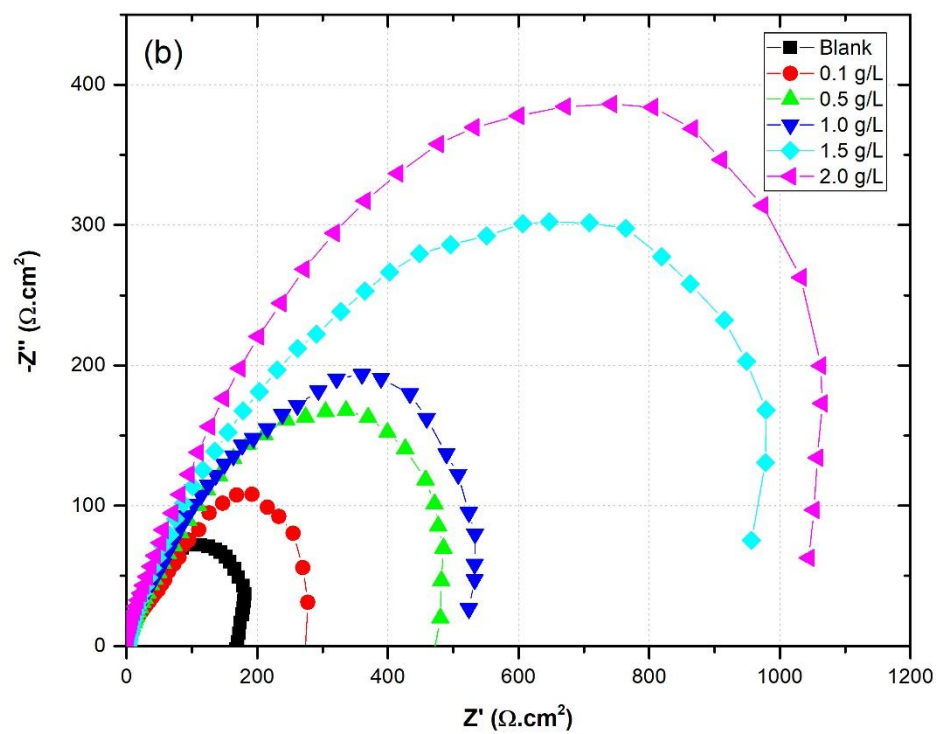 (b)
Blank
0.1 g/L
0.5 g/L
1.0 g/L
1.5 g/L
2.0 g/L
400
300
200
100
0
-Z'' (Ω.cm²)
0 200 400 600 800 1000 1200
Z' (Ω.cm²)